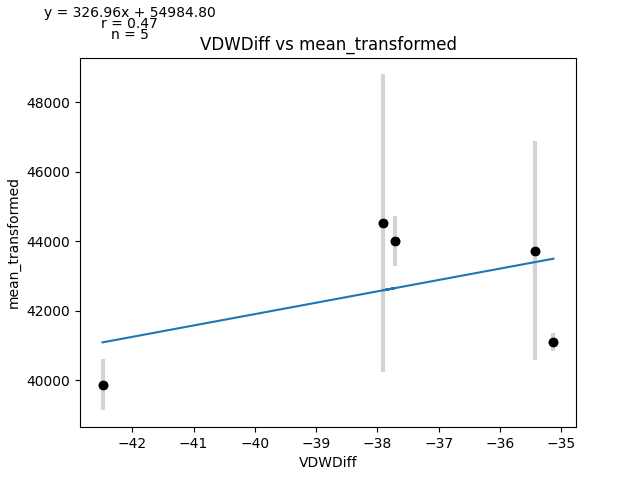 y = 326.96x + 54984.80
r = 0.47
n = 5
VDWDiff vs mean_transformed
48000
46000
44000
42000
40000
mean_transformed
−42
−41
−40
−39
−38
−37
−36
−35
VDWDiff